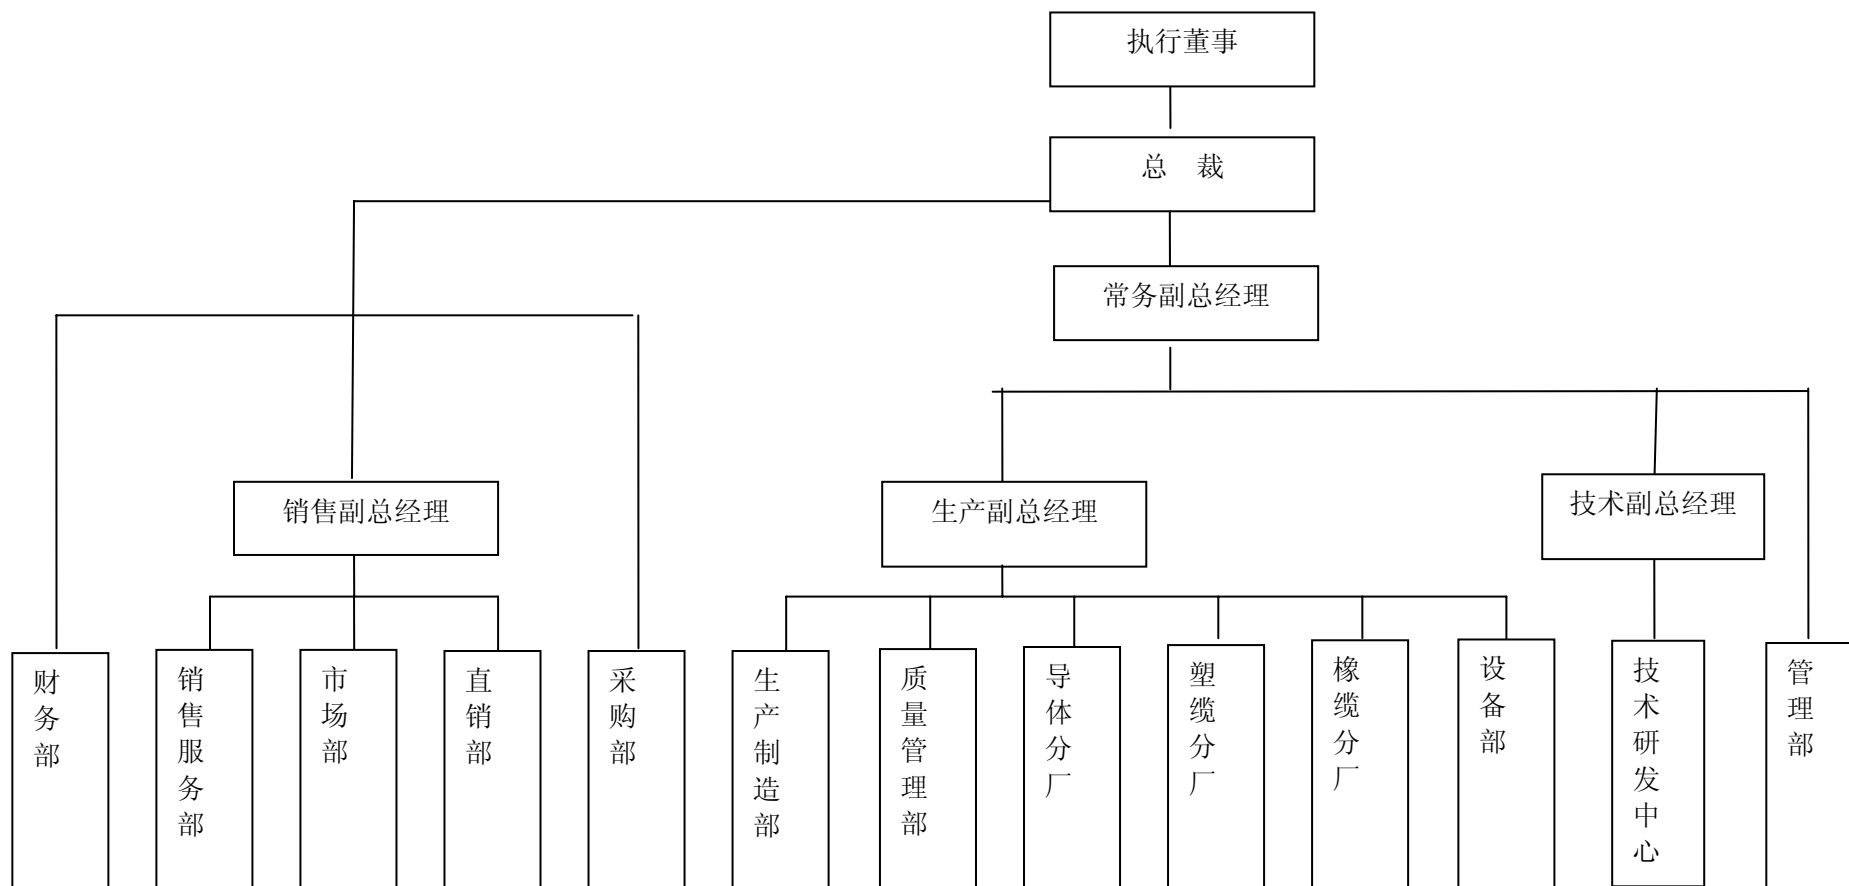 执行董事
总 裁
常务副总经理
销售副总经理
生产副总经理
技术副总经理
财务部
销售服务部
市场部
直销部
采购部
生产制造部
质量管理部
导体分厂
塑缆分厂
橡缆分厂
设备部
技术研发中心
管理部